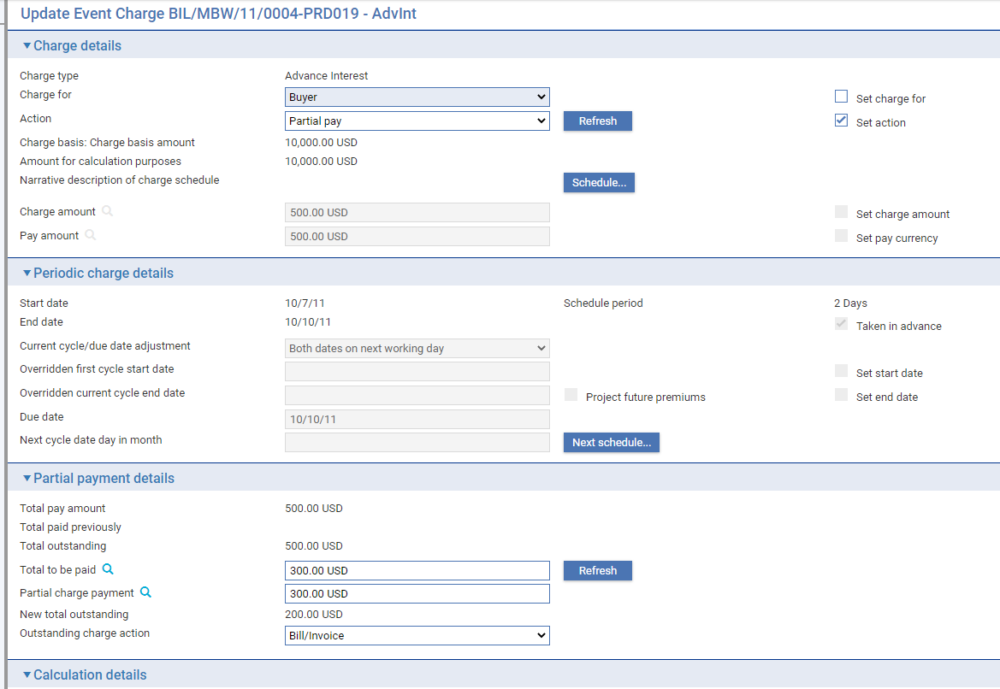 Update Event Charge BIL/MBW/11/0004-PRD019 - AdvInt
Charge details
Charge type Advance Interest
Charge for Buyer Set charge for
Action Partial pay Refresh Set action
Charge basis: Charge basis amount 10,000.00 USD
Amount for calculation purposes 10,000.00 USD
Narrative description of charge schedule Schedule...
Charge amount 500.00 USD Set charge amount
Pay amount 500.00 USD Set pay currency
Periodic charge details
Start date 10/7/11 Schedule period 2 Days
End date 10/10/11 Taken in advance
Current cycle/due date adjustment Both dates on next working day
Overridden first cycle start date Set start date
Overridden current cycle end date Project future premiums Set end date
Due date 10/10/11
Next cycle date day in month Next schedule...
Partial payment details
Total pay amount 500.00 USD
Total paid previously
Total outstanding 500.00 USD
Total to be paid 300.00 USD Refresh
Partial charge payment 300.00 USD
New total outstanding 200.00 USD
Outstanding charge action Bill/Invoice
Calculation details